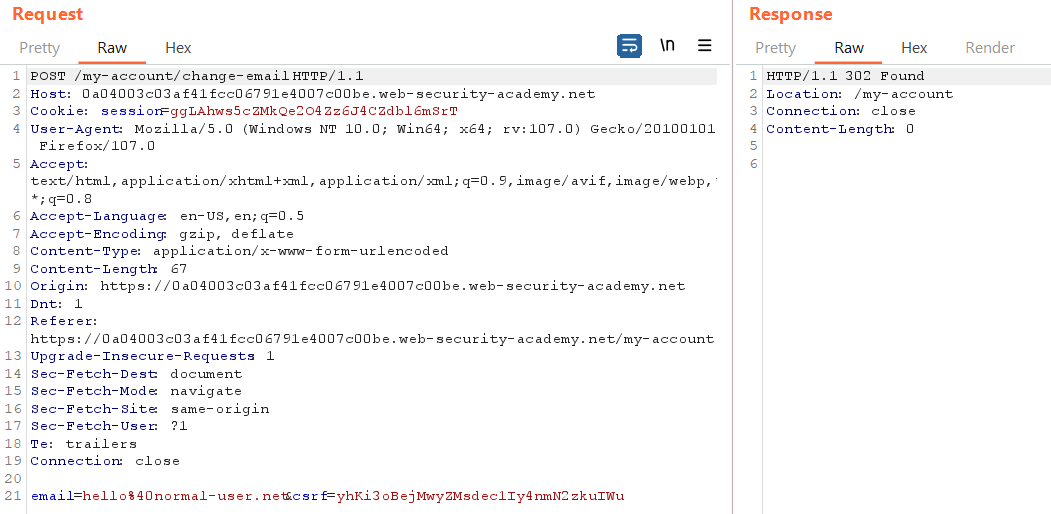 Request
Pretty Raw Hex
\n
1 POST /my-account/change-email HTTP/1.1
2 Host: 0a04003c03af41fcc06791e4007c00be.web-security-academy.net
3 Cookie: session=ggLAhws5cZMkQe2O4Zz6J4CZdbl6mSrT
4 User-Agent: Mozilla/5.0 (Windows NT 10.0; Win64; x64; rv:107.0) Gecko/20100101
Firefox/107.0
5 Accept:
text/html,application/xhtml+xml,application/xml;q=0.9,image/avif,image/webp,
*;q=0.8
6 Accept-Language: en-US,en;q=0.5
7 Accept-Encoding: gzip, deflate
8 Content-Type: application/x-www-form-urlencoded
9 Content-Length: 67
10 Origin: https://0a04003c03af41fcc06791e4007c00be.web-security-academy.net
11 Dnt: 1
12 Referer:
https://0a04003c03af41fcc06791e4007c00be.web-security-academy.net/my-account
13 Upgrade-Insecure-Requests: 1
14 Sec-Fetch-Dest: document
15 Sec-Fetch-Mode: navigate
16 Sec-Fetch-Site: same-origin
17 Sec-Fetch-User: ?1
18 Te: trailers
19 Connection: close
20
21 email=hello%40normal-user.net&csrf=yhKi3oBejMwyZMsdec1Iy4nmN2zkuIWu
Response
Pretty Raw Hex Render
1 HTTP/1.1 302 Found
2 Location: /my-account
3 Connection: close
4 Content-Length: 0
5
6